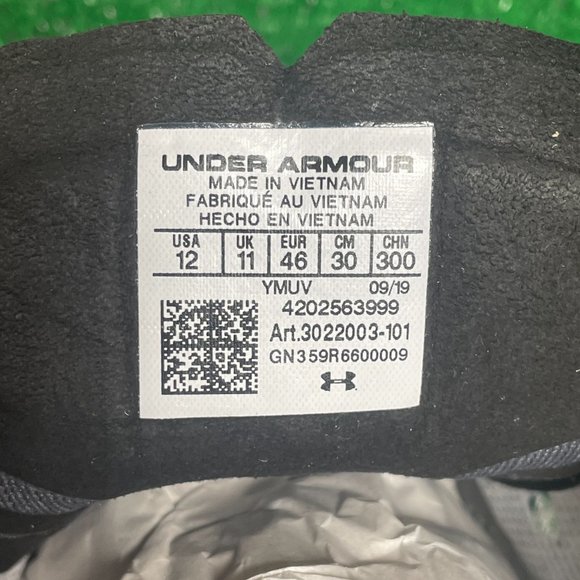 UNDER ARMOUR
MADE IN VIETNAM
FABRIQUÉ AU VIETNAM
HECHO EN VIETNAM
USA UK EUR CM CHN
12 11 46 30 300
YMUV 09/19
4202563999
Art.3022003-101
GN359R6600009